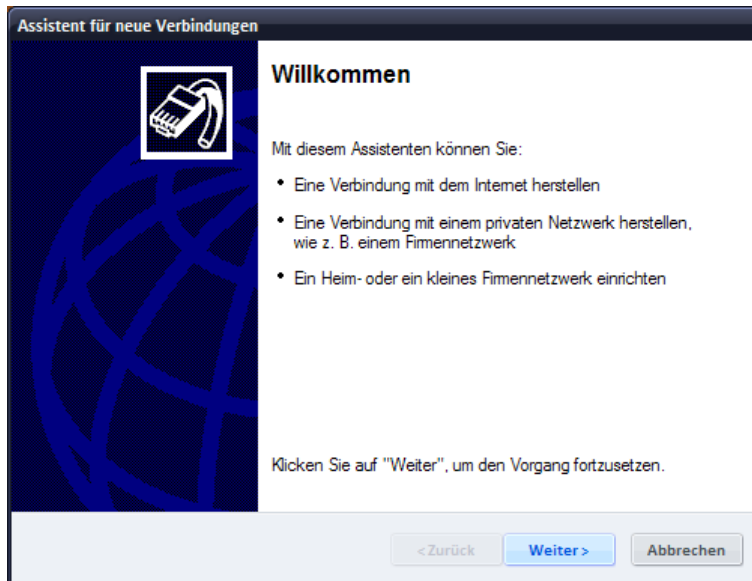 Assistent für neue Verbindungen
Willkommen
Mit diesem Assistenten können Sie:
• Eine Verbindung mit dem Internet herstellen
• Eine Verbindung mit einem privaten Netzwerk herstellen,
wie z. B. einem Firmennetzwerk
• Ein Heim- oder ein kleines Firmennetzwerk einrichten
Klicken Sie auf "Weiter", um den Vorgang fortzusetzen.
< Zurück Weiter > Abbrechen